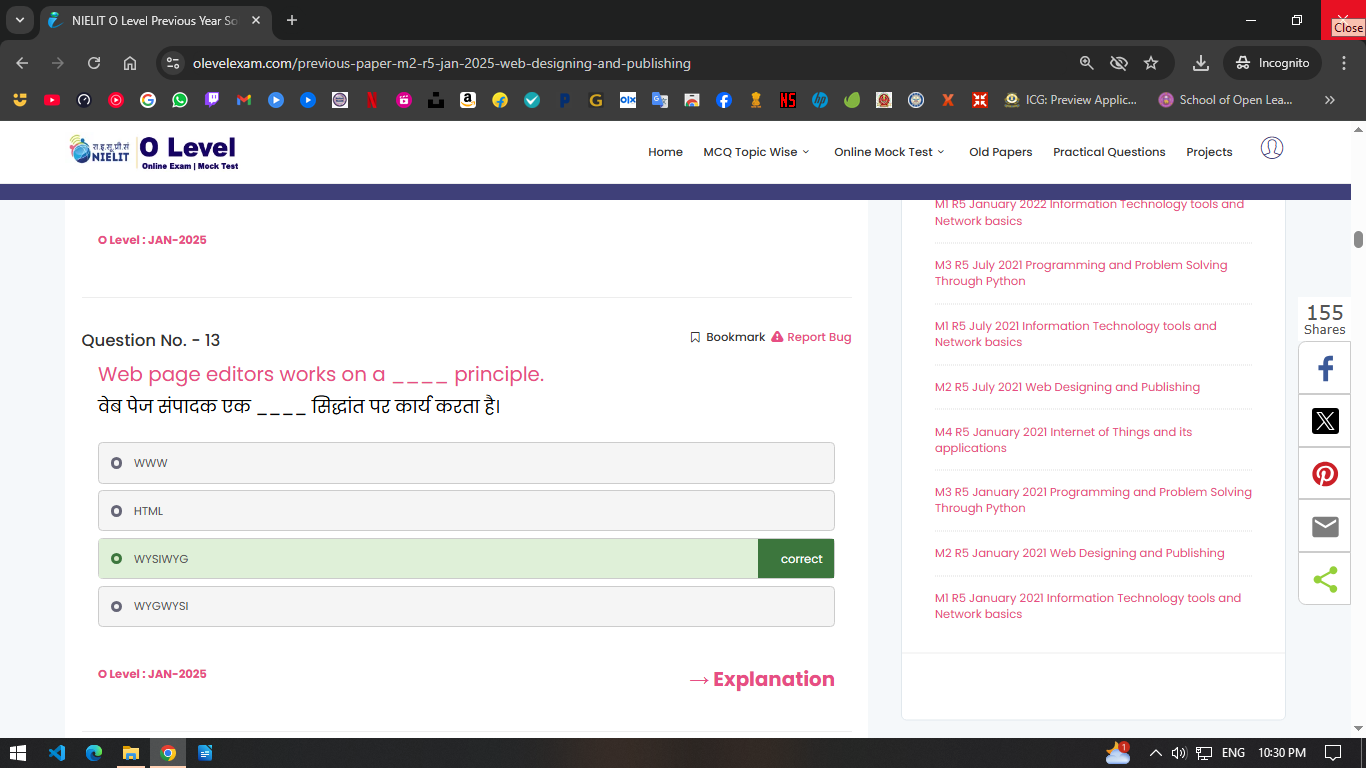 NIELIT O Level Previous Year So
Close
olevelexam.com/previous-paper-m2-r5-jan-2025-web-designing-and-publishing
Incognito
ICG: Preview Applic...
School of Open Lea...
NIELIT
O Level
Online Exam | Mock Test
Home
MCQ Topic Wise
Online Mock Test
Old Papers
Practical Questions
Projects
O Level : JAN-2025
Question No. - 13
Bookmark
Report Bug
Web page editors works on a ____ principle.
वेब पेज संपादक एक ____ सिद्धांत पर कार्य करता है।
WWW
HTML
WYSIWYG
correct
WYGWYSI
O Level : JAN-2025
→ Explanation
M1 R5 January 2022 Information Technology tools and
Network basics
M3 R5 July 2021 Programming and Problem Solving
Through Python
M1 R5 July 2021 Information Technology tools and
Network basics
M2 R5 July 2021 Web Designing and Publishing
M4 R5 January 2021 Internet of Things and its
applications
M3 R5 January 2021 Programming and Problem Solving
Through Python
M2 R5 January 2021 Web Designing and Publishing
M1 R5 January 2021 Information Technology tools and
Network basics
155
Shares
1
ENG
10:30 PM